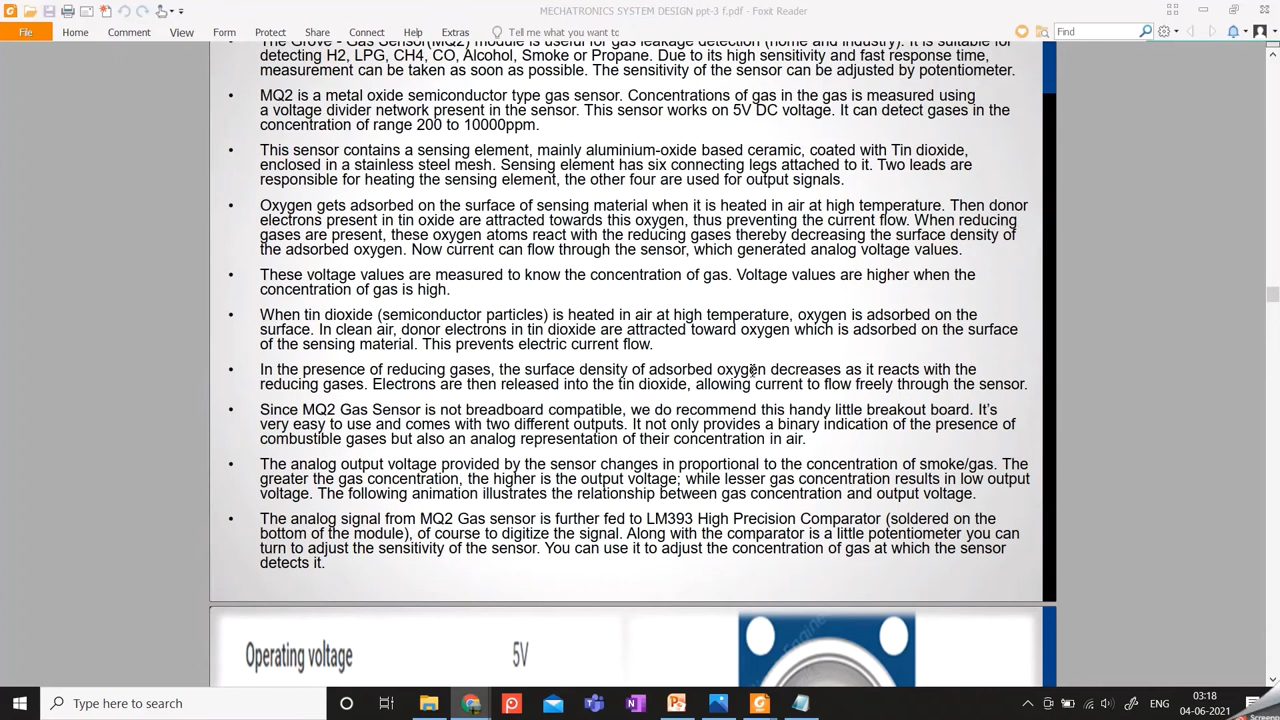 MECHATRONICS SYSTEM DESIGN ppt-3 f.pdf - Foxit Reader
File Home Comment View Form Protect Share Connect Help Extras Tell me what you want to Find
The Grove - Gas Sensor(MQ2) module is useful for gas leakage detection (home and industry). It is suitable for
detecting H2, LPG, CH4, CO, Alcohol, Smoke or Propane. Due to its high sensitivity and fast response time,
measurement can be taken as soon as possible. The sensitivity of the sensor can be adjusted by potentiometer.
• MQ2 is a metal oxide semiconductor type gas sensor. Concentrations of gas in the gas is measured using
a voltage divider network present in the sensor. This sensor works on 5V DC voltage. It can detect gases in the
concentration of range 200 to 10000ppm.
• This sensor contains a sensing element, mainly aluminium-oxide based ceramic, coated with Tin dioxide,
enclosed in a stainless steel mesh. Sensing element has six connecting legs attached to it. Two leads are
responsible for heating the sensing element, the other four are used for output signals.
• Oxygen gets adsorbed on the surface of sensing material when it is heated in air at high temperature. Then donor
electrons present in tin oxide are attracted towards this oxygen, thus preventing the current flow. When reducing
gases are present, these oxygen atoms react with the reducing gases thereby decreasing the surface density of
the adsorbed oxygen. Now current can flow through the sensor, which generated analog voltage values.
• These voltage values are measured to know the concentration of gas. Voltage values are higher when the
concentration of gas is high.
• When tin dioxide (semiconductor particles) is heated in air at high temperature, oxygen is adsorbed on the
surface. In clean air, donor electrons in tin dioxide are attracted toward oxygen which is adsorbed on the surface
of the sensing material. This prevents electric current flow.
• In the presence of reducing gases, the surface density of adsorbed oxygen decreases as it reacts with the
reducing gases. Electrons are then released into the tin dioxide, allowing current to flow freely through the sensor.
• Since MQ2 Gas Sensor is not breadboard compatible, we do recommend this handy little breakout board. It's
very easy to use and comes with two different outputs. It not only provides a binary indication of the presence of
combustible gases but also an analog representation of their concentration in air.
• The analog output voltage provided by the sensor changes in proportional to the concentration of smoke/gas. The
greater the gas concentration, the higher is the output voltage; while lesser gas concentration results in low output
voltage. The following animation illustrates the relationship between gas concentration and output voltage.
• The analog signal from MQ2 Gas sensor is further fed to LM393 High Precision Comparator (soldered on the
bottom of the module), of course to digitize the signal. Along with the comparator is a little potentiometer you can
turn to adjust the sensitivity of the sensor. You can use it to adjust the concentration of gas at which the sensor
detects it.
Operating voltage 5V
Type here to search
ENG
03:18
04-06-2021